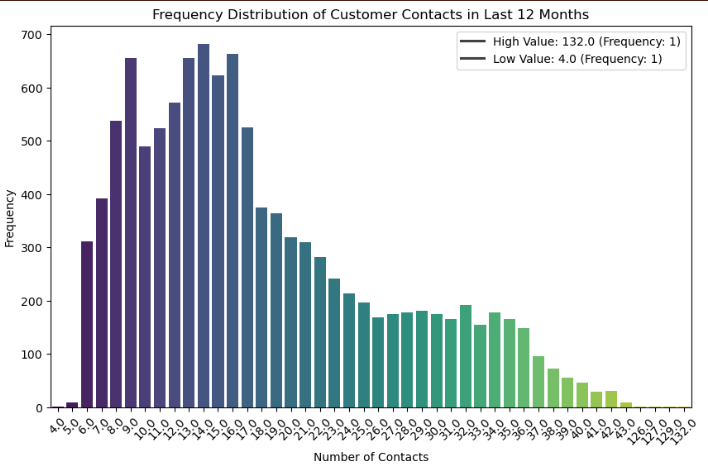 Frequency Distribution of Customer Contacts in Last 12 Months
High Value: 132.0 (Frequency: 1)
Low Value: 4.0 (Frequency: 1)
Frequency
700
600
500
400
300
200
100
0
4.0 5.0 6.0 7.0 8.0 9.0 10.0 11.0 12.0 13.0 14.0 15.0 16.0 17.0 18.0 19.0 20.0 21.0 22.0 23.0 24.0 25.0 26.0 27.0 28.0 29.0 30.0 31.0 32.0 33.0 34.0 35.0 36.0 37.0 38.0 39.0 40.0 41.0 42.0 43.0 126.0 127.0 129.0 132.0
Number of Contacts